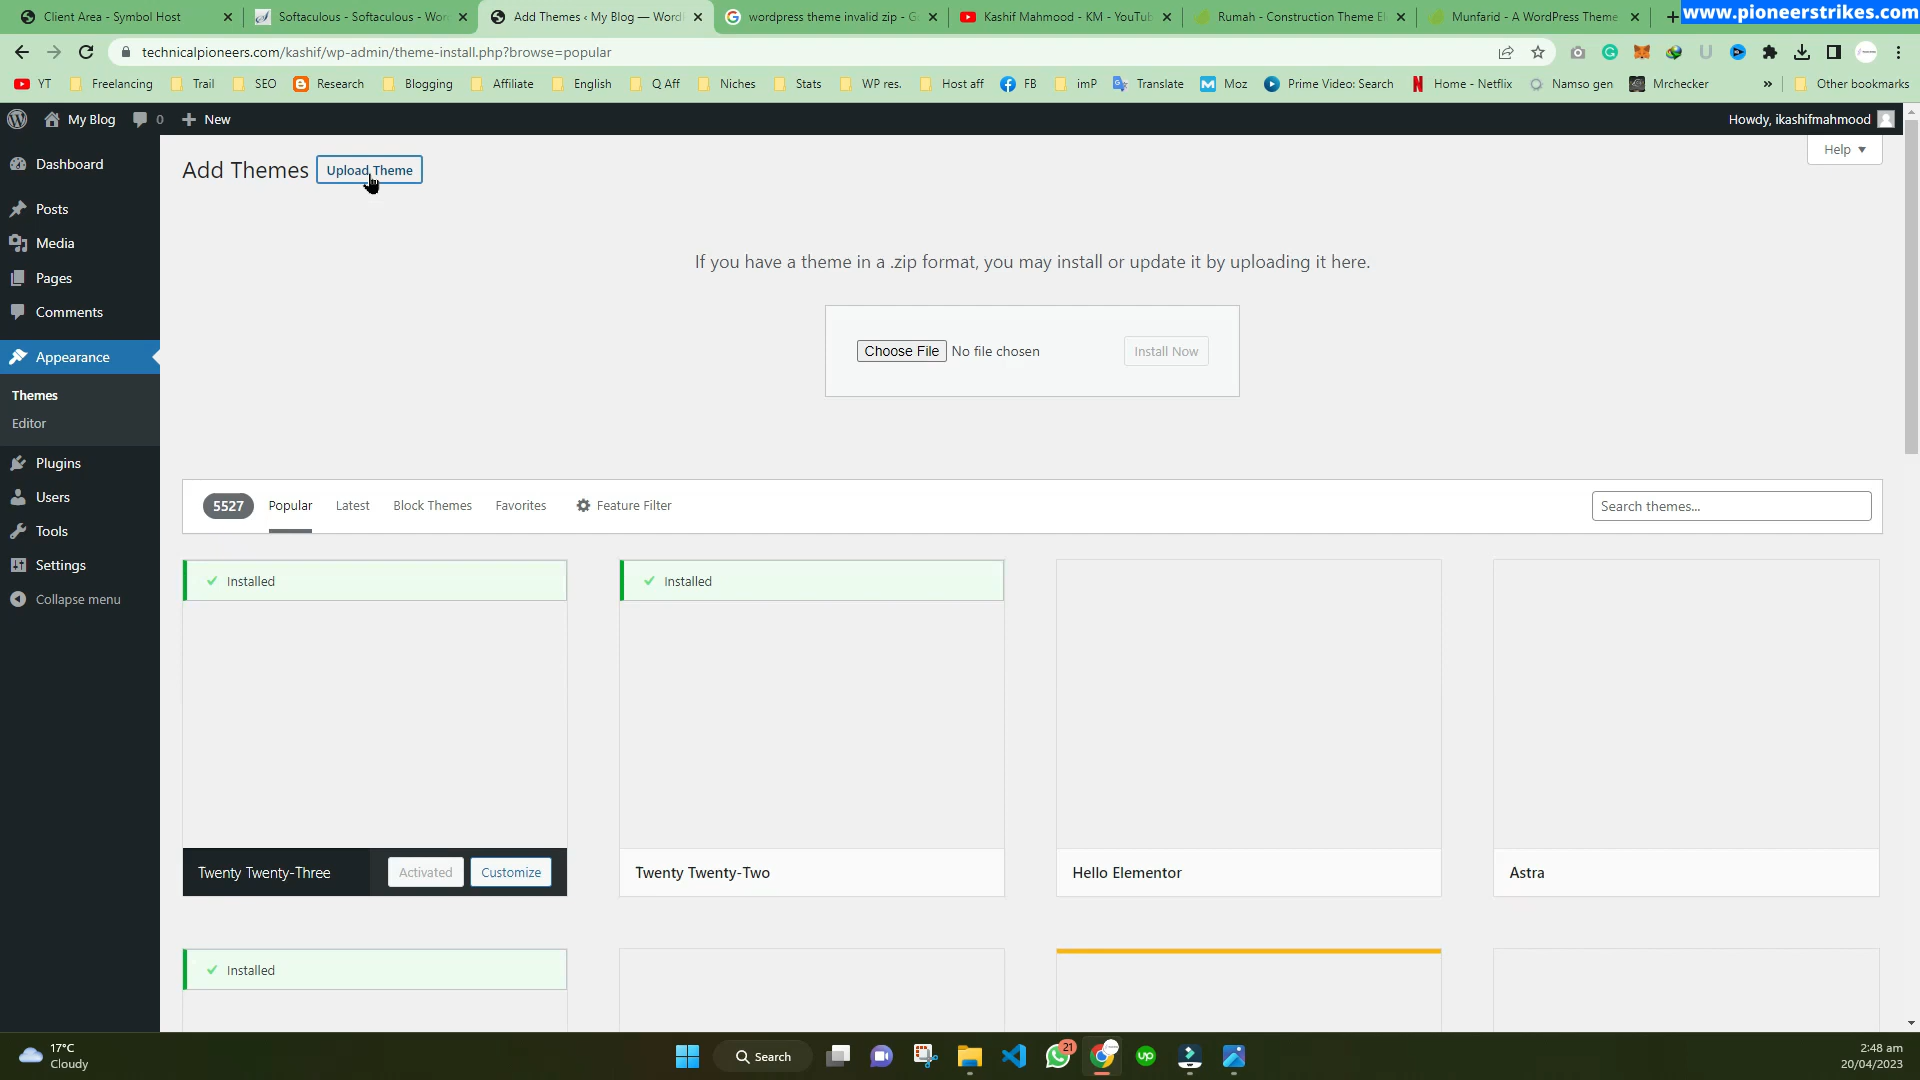 Client Area - Symbol Host
Softaculous - Softaculous - Wor
Add Themes ‹ My Blog — Word
wordpress theme invalid zip - G
Kashif Mahmood - KM - YouTub
Rumah - Construction Theme El
Munfarid - A WordPress Theme
www.pioneerstrikes.com
technicalpioneers.com/kashif/wp-admin/theme-install.php?browse=popular
YT
Freelancing
Trail
SEO
Research
Blogging
Affiliate
English
Q Aff
Niches
Stats
WP res.
Host aff
FB
imP
Translate
Moz
Prime Video: Search
Home - Netflix
Namso gen
Mrchecker
»
Other bookmarks
My Blog
0
New
Howdy, ikashifmahmood
Dashboard
Posts
Media
Pages
Comments
Appearance
Themes
Editor
Plugins
Users
Tools
Settings
Collapse menu
Add Themes
Upload Theme
Help
If you have a theme in a .zip format, you may install or update it by uploading it here.
Choose File No file chosen
Install Now
5527
Popular
Latest
Block Themes
Favorites
Feature Filter
Search themes...
Installed
Installed
Twenty Twenty-Three
Activated
Customize
Twenty Twenty-Two
Hello Elementor
Astra
Installed
17°C
Cloudy
Search
21
up
2:48 am
20/04/2023